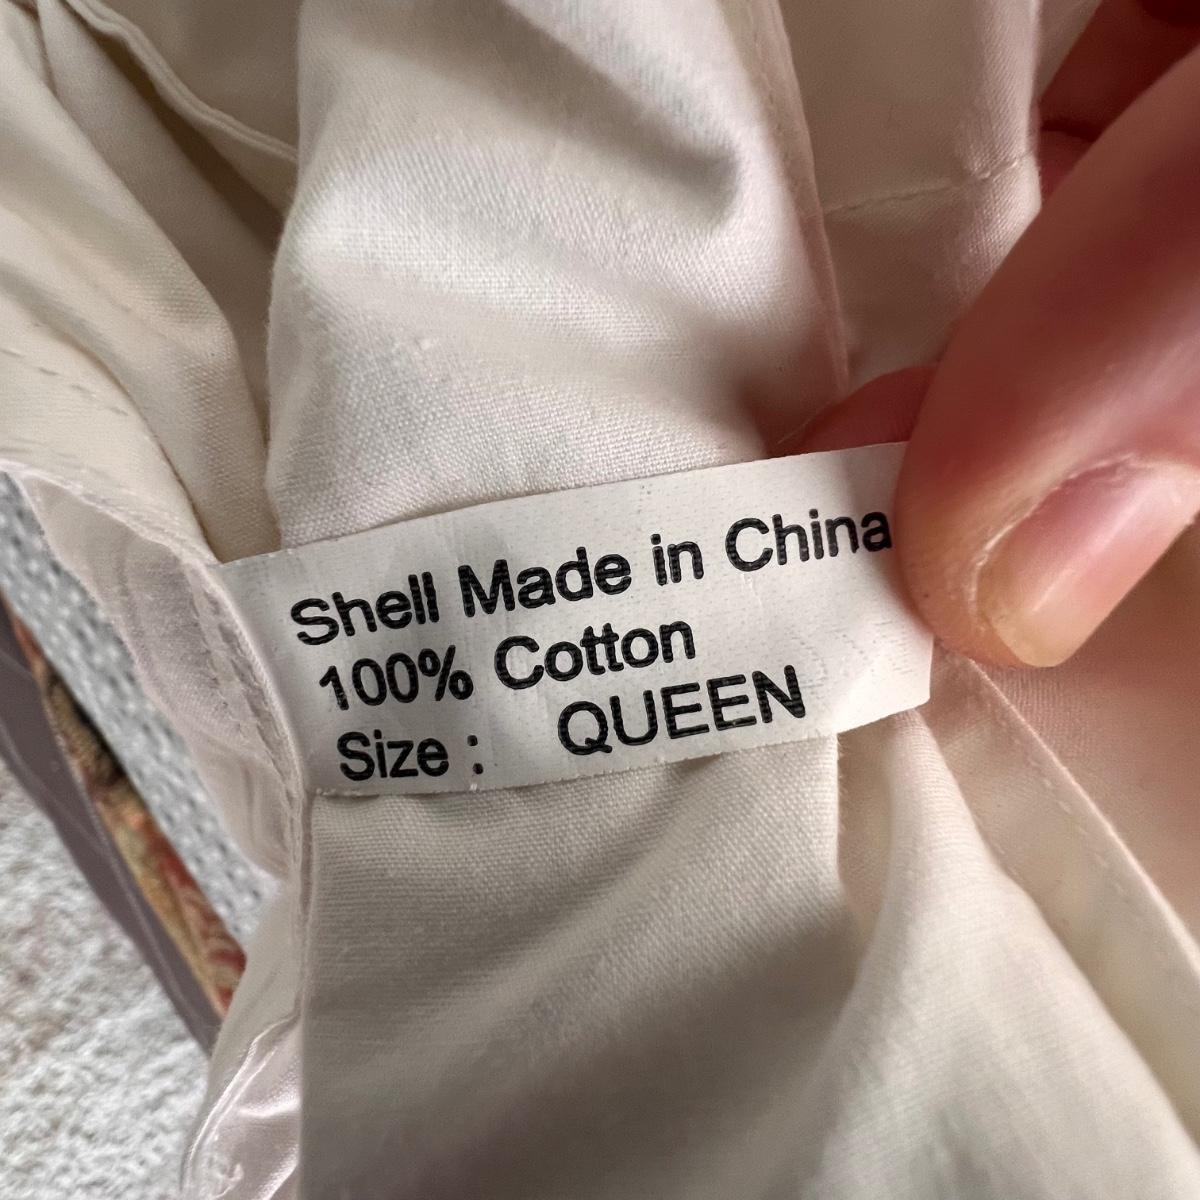 Shell Made in China
100% Cotton
Size : QUEEN